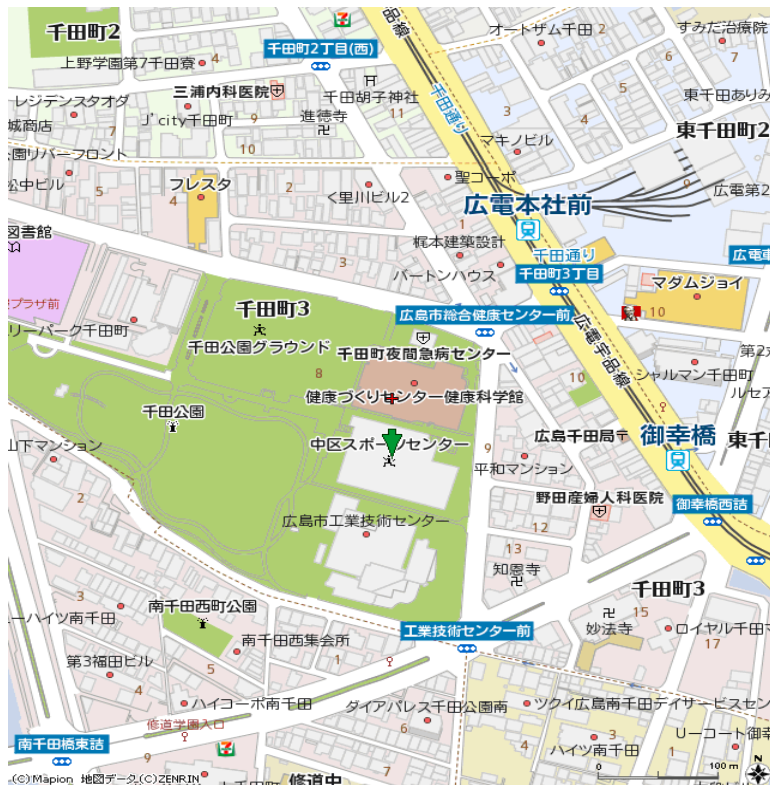 千田町2
上野学園第7千田寮
千田町2丁目(西)
オートザム千田
すみだ治療院
レジデンスタオダ
三浦内科医院
千田胡子神社
千田通り
東千田ありみ
城商店
J'city千田町
進徳寺
マキノビル
東千田町2
公園リバーフロント
松中ビル
フレスタ
く里川ビル2
聖コーポ
広電本社前
広電第2
図書館
梶本建築設計
千田通り
広電東
バートンハウス
千田町3丁目
マダムジョイ
プラザ前
千田町3
広島市総合健康センター前
リーパーク千田町
千田公園グラウンド
千田町夜間急病センター
広電宇品線
シャルマン千田町
ルセア
健康づくりセンター健康科学館
千田公園
中区スポーツセンター
広島千田局
御幸橋
東千
山下マンション
平和マンション
野田産婦人科医院
御幸橋西詰
広島市工業技術センター
知恩寺
千田町3
ーハイツ南千田
南千田西町公園
工業技術センター前
妙法寺
ロイヤル千田マ
第3福田ビル
南千田西集会所
ハイコーポ南千田
ダイアパレス千田公園南
ツクイ広島南千田デイサービスセン
修道学園入口
南千田橋東詰
ハイツ南千田
Uーコート御幸
修道中
100 m
(C)Mapion 地図データ(C)ZENRIN